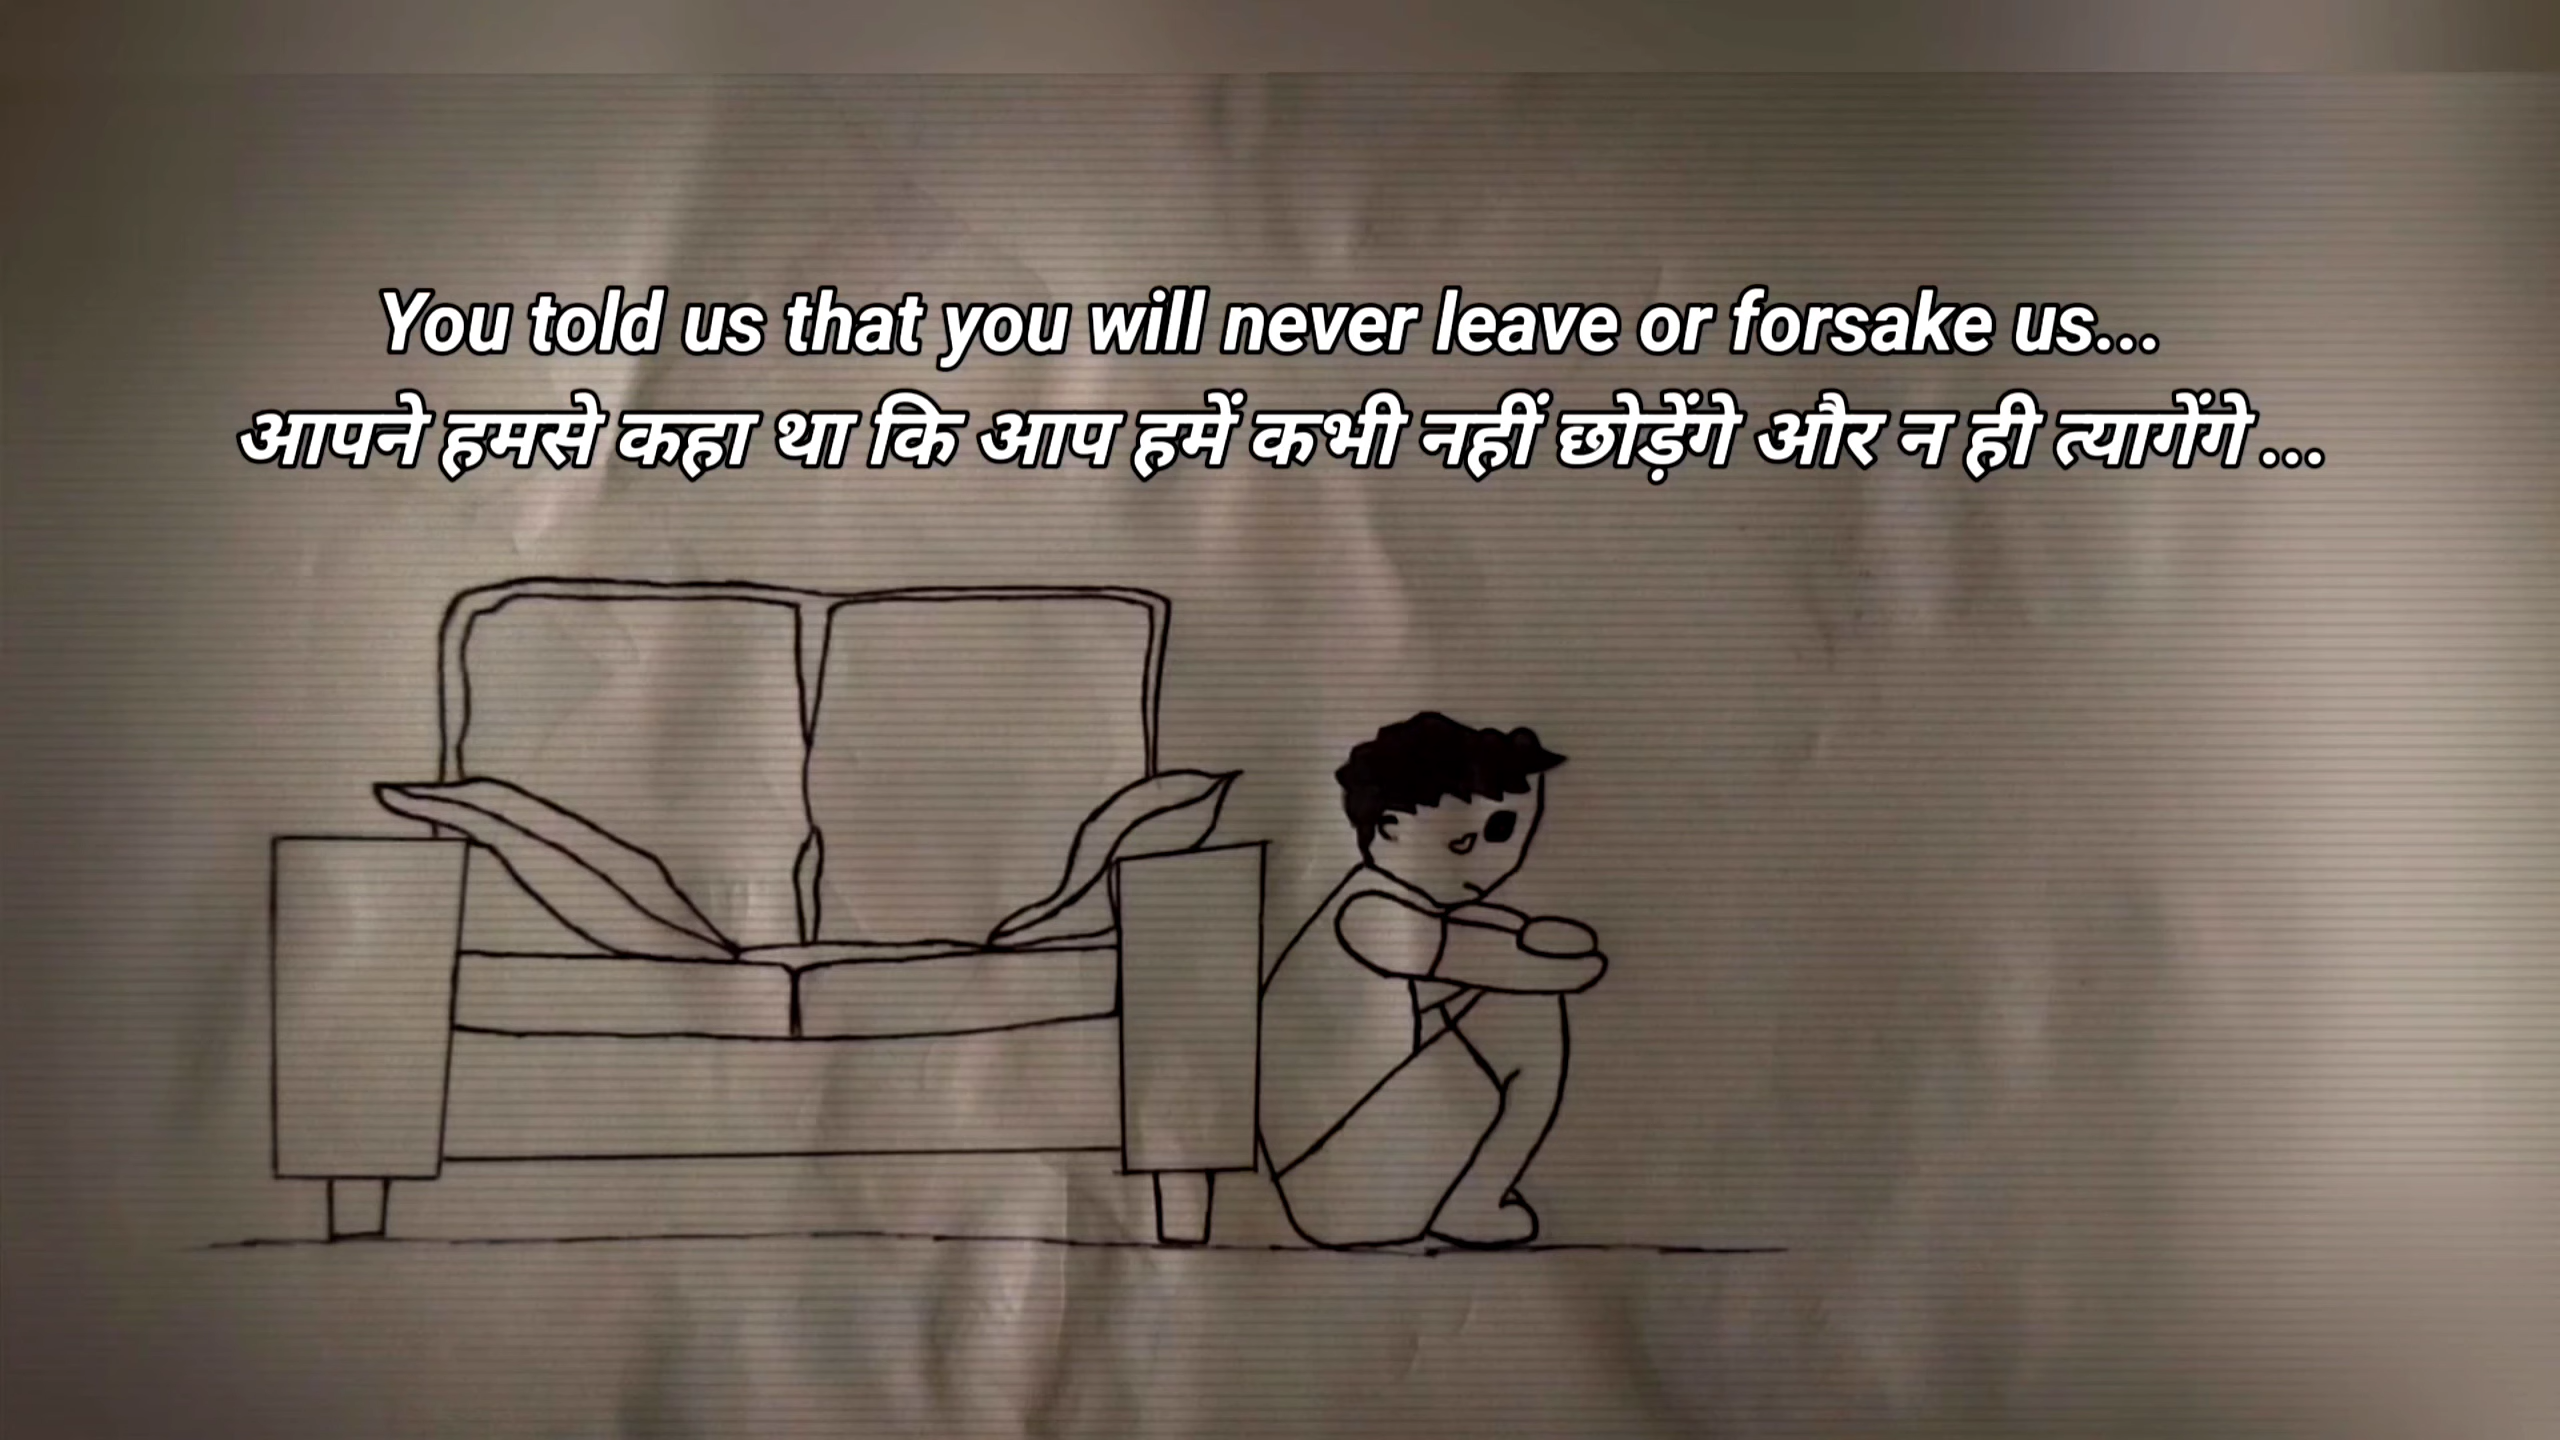 You told us that you will never leave or forsake us...
आपने हमसे कहा था कि आप हमें कभी नहीं छोड़ेंगे और न ही त्यागेंगे...